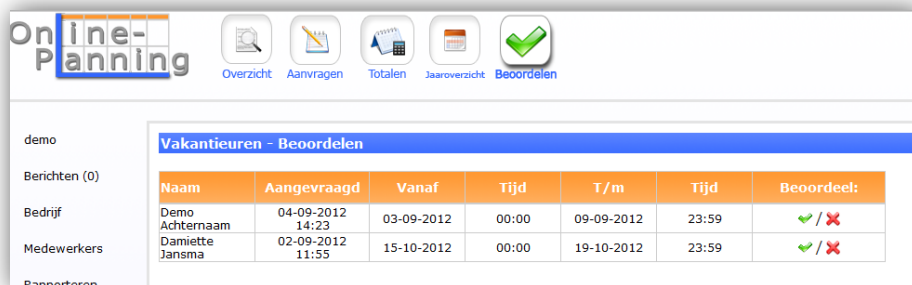 Online-
Planning
Overzicht Aanvragen Totalen Jaaroverzicht Beoordelen
demo
Berichten (0)
Bedrijf
Medewerkers
Rapporteren
Vakantieuren - Beoordelen
Naam Aangevraagd Vanaf Tijd T/m Tijd Beoordeel:
Demo Achternaam 04-09-2012 14:23 03-09-2012 00:00 09-09-2012 23:59 /
Damiette Jansma 02-09-2012 11:55 15-10-2012 00:00 19-10-2012 23:59 /